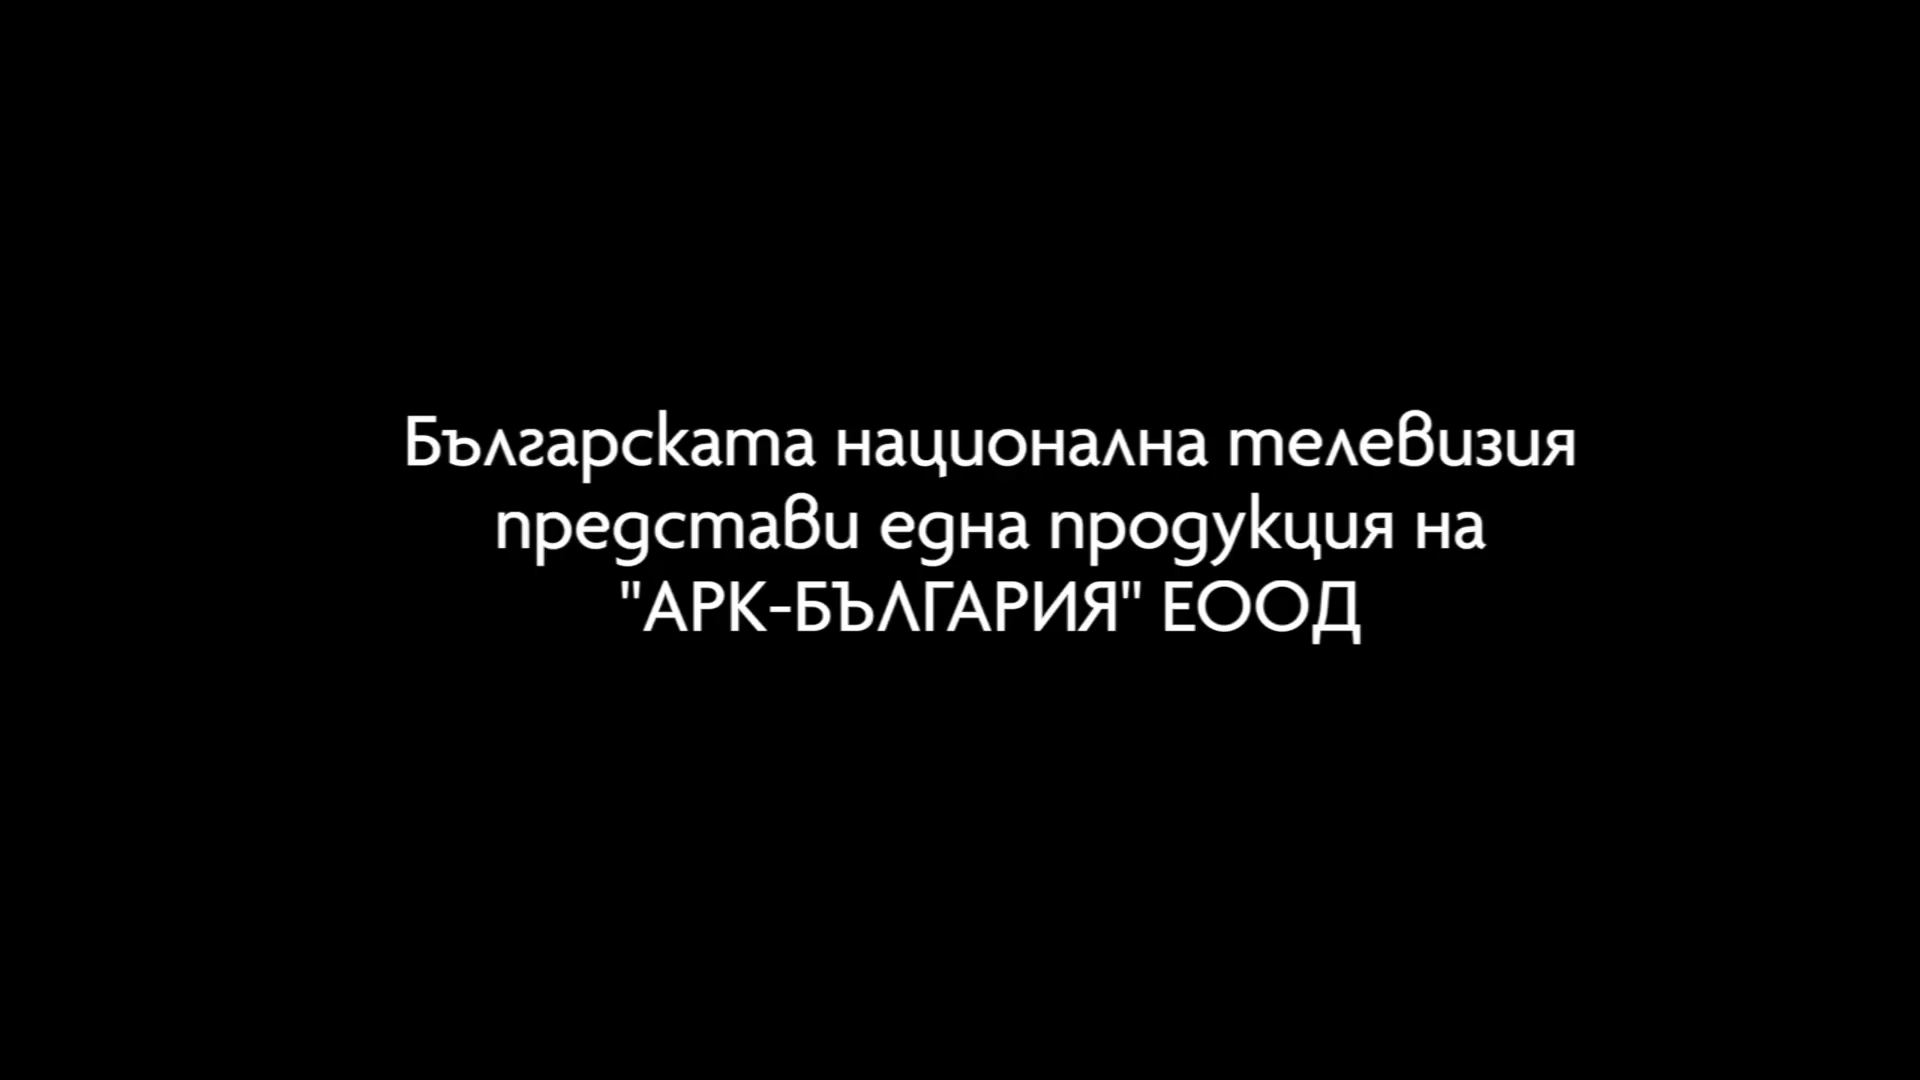 Българската национална телевизия
представи една продукция на
"АРК-БЪЛГАРИЯ" ЕООД